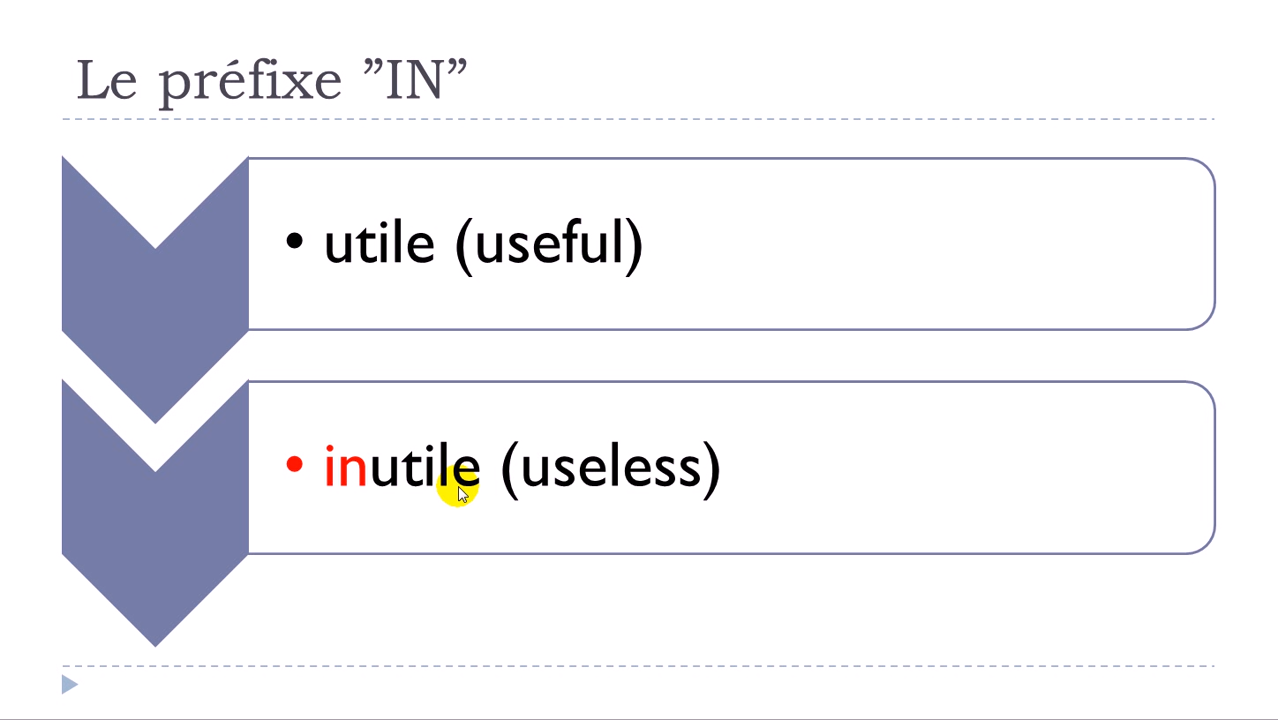 Le préfixe ”IN”
• utile (useful)
• inutile (useless)